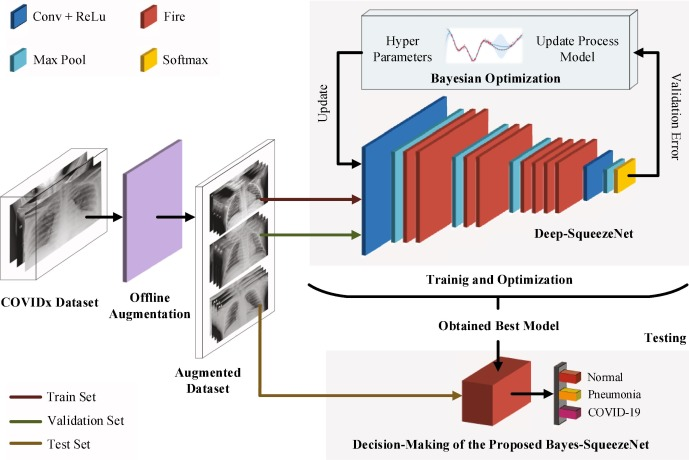 Conv + ReLu
Fire
Max Pool
Softmax
Hyper
Parameters
Update Process
Model
Bayesian Optimization
Update
Validation Error
Deep-SqueezeNet
COVIDx Dataset
Offline
Augmentation
Augmented
Dataset
Trainig and Optimization
Obtained Best Model
Testing
Train Set
Validation Set
Test Set
Normal
Pneumonia
COVID-19
Decision-Making of the Proposed Bayes-SqueezeNet